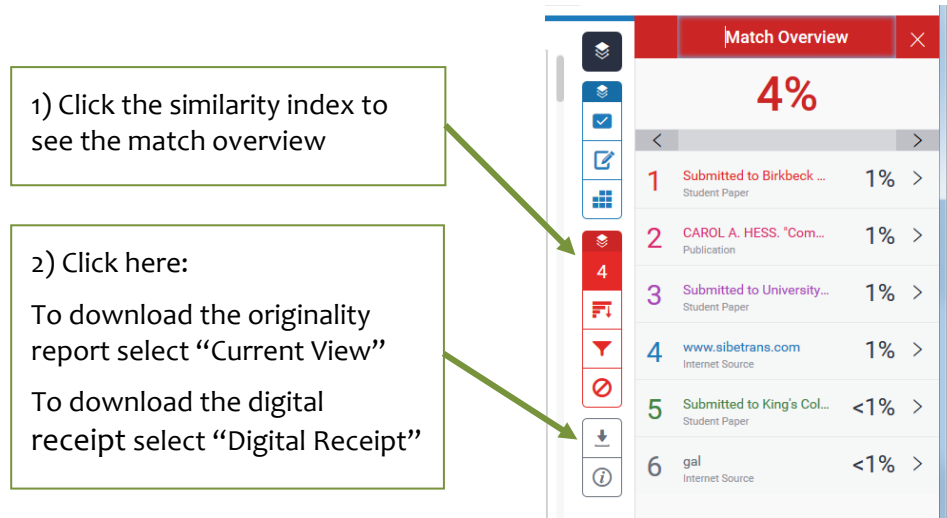 1) Click the similarity index to
see the match overview
2) Click here:
To download the originality
report select “Current View”
To download the digital
receipt select “Digital Receipt”
4
i
Match Overview
4%
1 Submitted to Birkbeck ... 1%
Student Paper
2 CAROL A. HESS. "Com... 1%
Publication
3 Submitted to University... 1%
Student Paper
4 www.sibetrans.com 1%
Internet Source
5 Submitted to King's Col... <1%
Student Paper
6 gal <1%
Internet Source